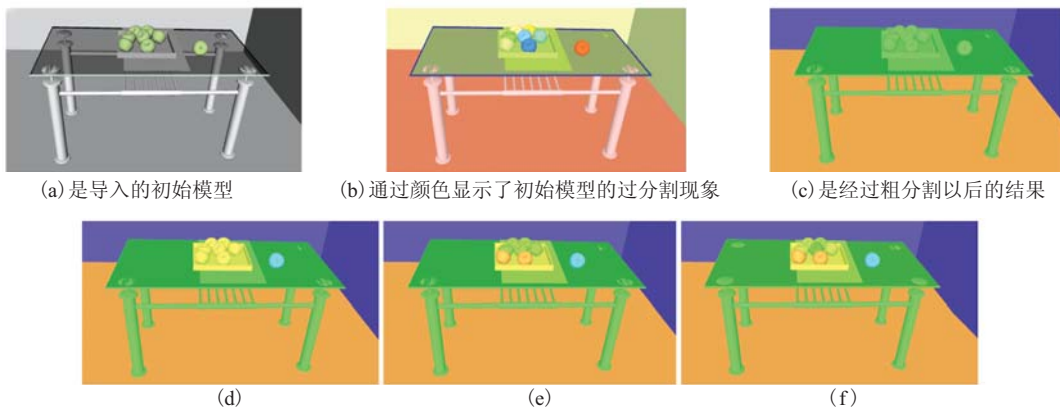 (a)是导入的初始模型
(b)通过颜色显示了初始模型的过分割现象
(c)是经过粗分割以后的结果
(d)
(e)
(f)